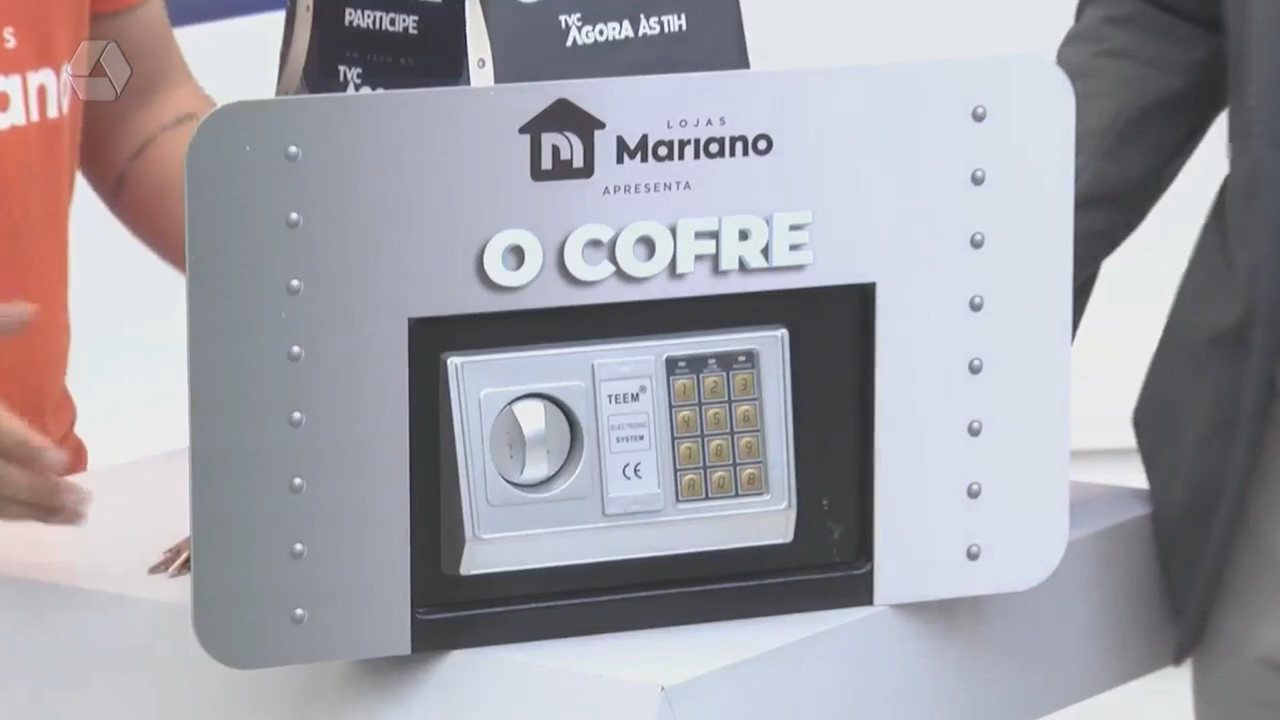 PARTICIPE
TVC
AGORA ÀS 11H
TVC
S
an
LOJAS
Mariano
APRESENTA
O COFRE
TEEM®
ELECTRONIC
SYSTEM
CE
1 2 3
4 5 6
7 8 9
A 0 B